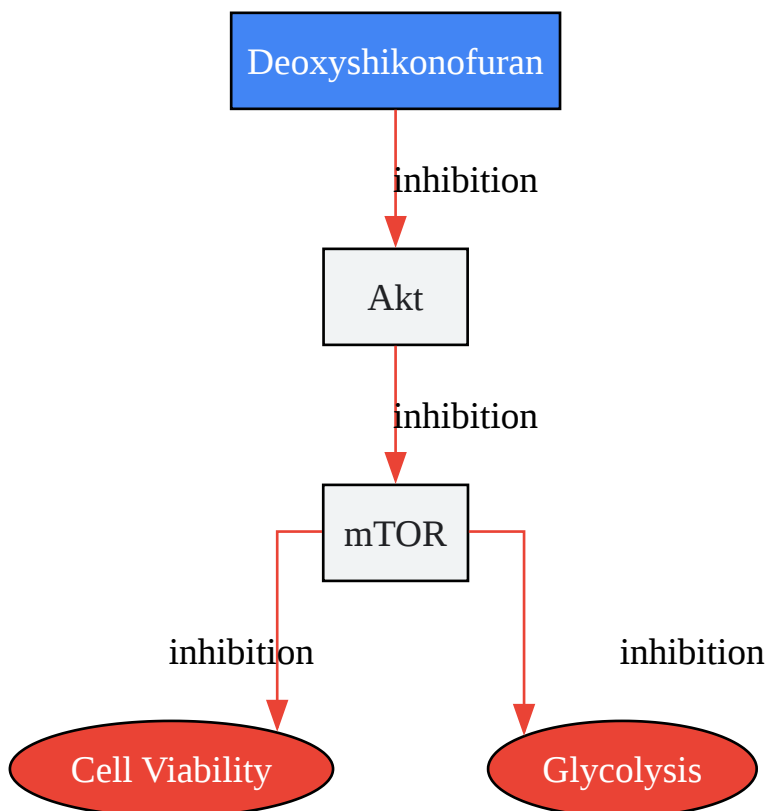 Deoxyshikonofuran
inhibition
Akt
inhibition
mTOR
inhibition
inhibition
Cell Viability
Glycolysis